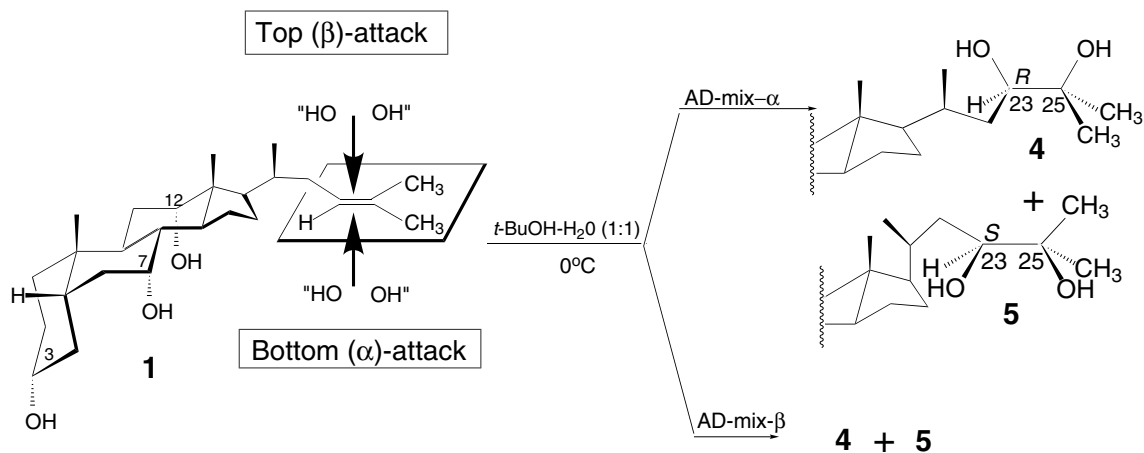 Top (β)-attack
"HO OH"
12
CH3
H
CH3
OH
7
H
OH
3
OH
1
"HO OH"
Bottom (α)-attack
t-BuOH-H20 (1:1)
0oC
AD-mix–α
HO OH
R
H
23 25
CH3
CH3
4
+
S
CH3
H
23 25
CH3
HO OH
5
AD-mix-β
4 + 5